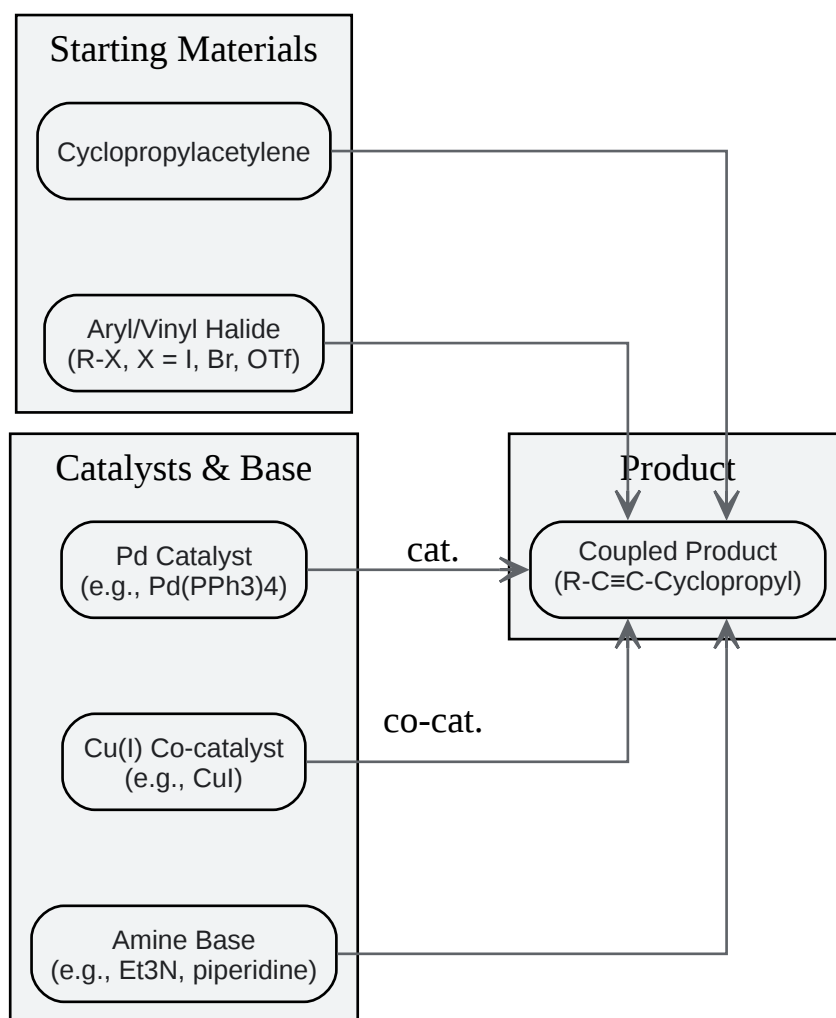 Starting Materials
Cyclopropylacetylene
Aryl/Vinyl Halide
(R-X, X = I, Br, OTf)
Catalysts & Base
Pd Catalyst
(e.g., Pd(PPh3)4)
cat.
Cu(I) Co-catalyst
(e.g., CuI)
co-cat.
Amine Base
(e.g., Et3N, piperidine)
Product
Coupled Product
(R-C≡C-Cyclopropyl)